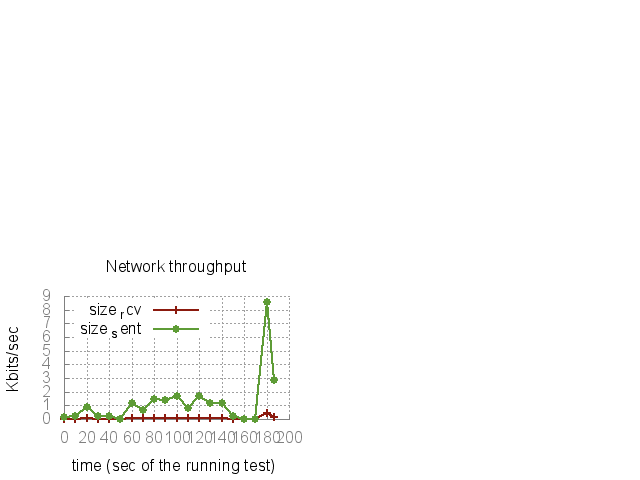 Network throughput
9
8
7
6
5
4
3
2
1
0
Kbits/sec
size rcv
size sent
0 20 40 60 80 100 120 140 160 180 200
time (sec of the running test)